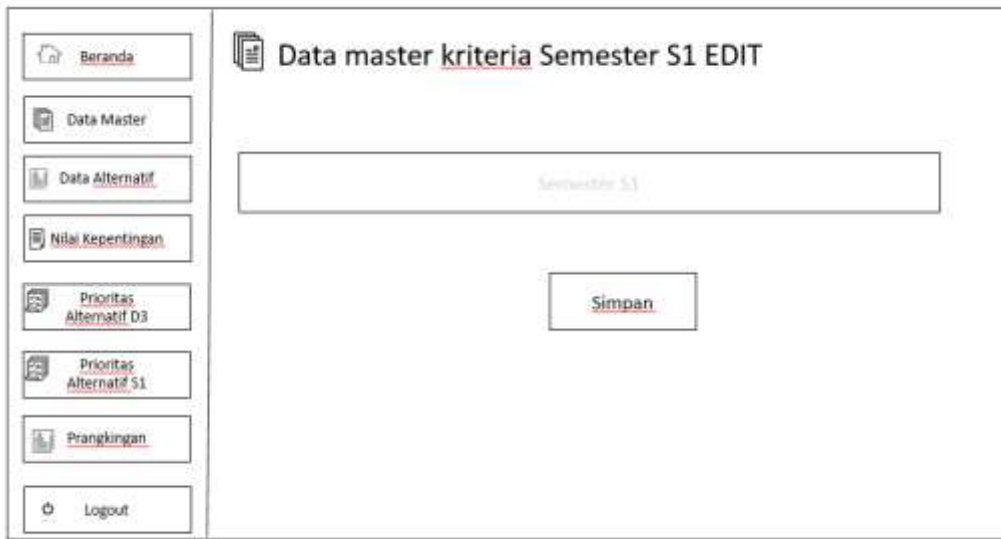 Beranda
Data Master
Data Alternatif
Nilai Kepentingan
Prioritas
Alternatif D3
Prioritas
Alternatif S1
Prangkingan
Logout
Data master kriteria Semester S1 EDIT
Semester S1
Simpan